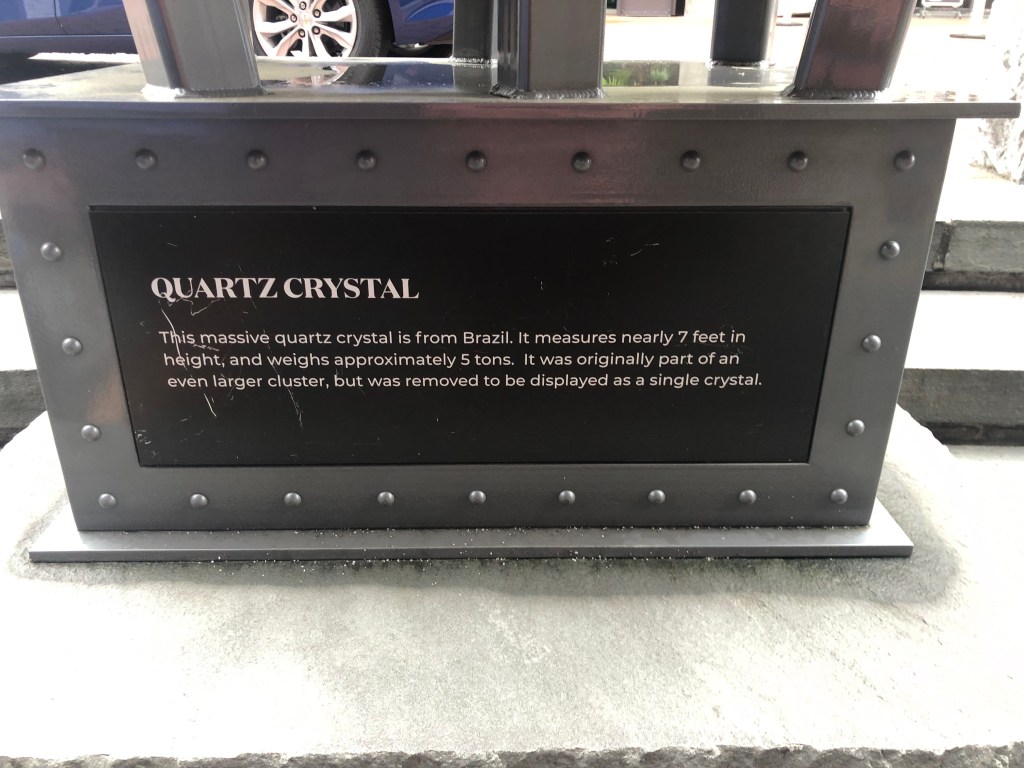 QUARTZ CRYSTAL
This massive quartz crystal is from Brazil. It measures nearly 7 feet in
height, and weighs approximately 5 tons. It was originally part of an
even larger cluster, but was removed to be displayed as a single crystal.